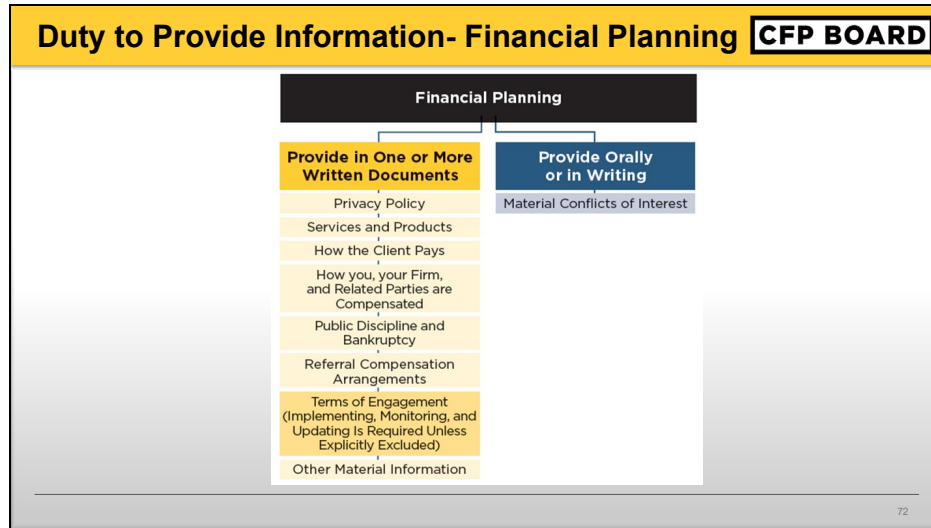 Duty to Provide Information- Financial Planning
CFP BOARD
Financial Planning
Provide in One or More
Written Documents
Privacy Policy
Services and Products
How the Client Pays
How you, your Firm,
and Related Parties are
Compensated
Public Discipline and
Bankruptcy
Referral Compensation
Arrangements
Terms of Engagement
(Implementing, Monitoring, and
Updating Is Required Unless
Explicitly Excluded)
Other Material Information
Provide Orally
or in Writing
Material Conflicts of Interest
72